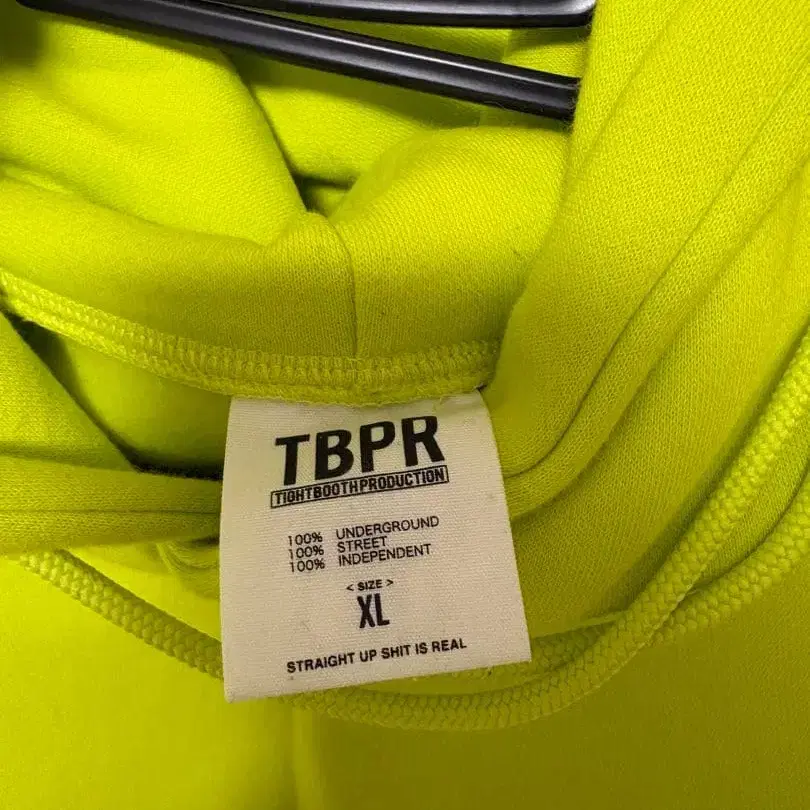 TBPR
TIGHTBOOTHPRODUCTION
100% UNDERGROUND
100% STREET
100% INDEPENDENT
< SIZE >
XL
STRAIGHT UP SHIT IS REAL